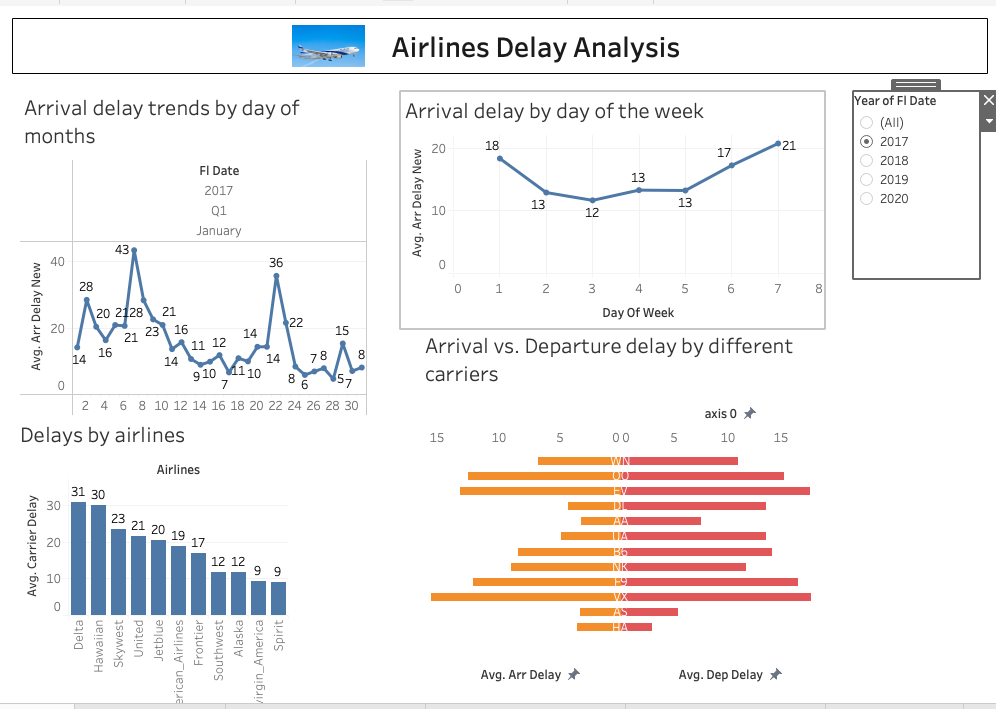 Airlines Delay Analysis
Arrival delay trends by day of
months
Fl Date
2017
Q1
January
Avg. Arr Delay New
40
20
0
14
28
20
16
21
21
43
28
23
21
14
16
11
9
10
12
7
11
10
14
14
36
22
8
6
7
8
5
15
7
8
2 4 6 8 10 12 14 16 18 20 22 24 26 28 30
Arrival delay by day of the week
Avg. Arr Delay New
20
10
0
18
13
12
13
13
17
21
0 1 2 3 4 5 6 7 8
Day Of Week
Year of Fl Date
(All)
2017
2018
2019
2020
Delays by airlines
Airlines
Avg. Carrier Delay
30
20
10
0
31 30 23 21 20 19 17 12 12 9 9
Delta
Hawaiian
Skywest
United
Jetblue
erican_Airlines
Frontier
Southwest
Alaska
virgin_America
Spirit
Arrival vs. Departure delay by different
carriers
axis 0
15 10 5 0 0 5 10 15
WN
OO
EV
DL
AA
UA
B6
NK
F9
VX
AS
HA
Avg. Arr Delay
Avg. Dep Delay